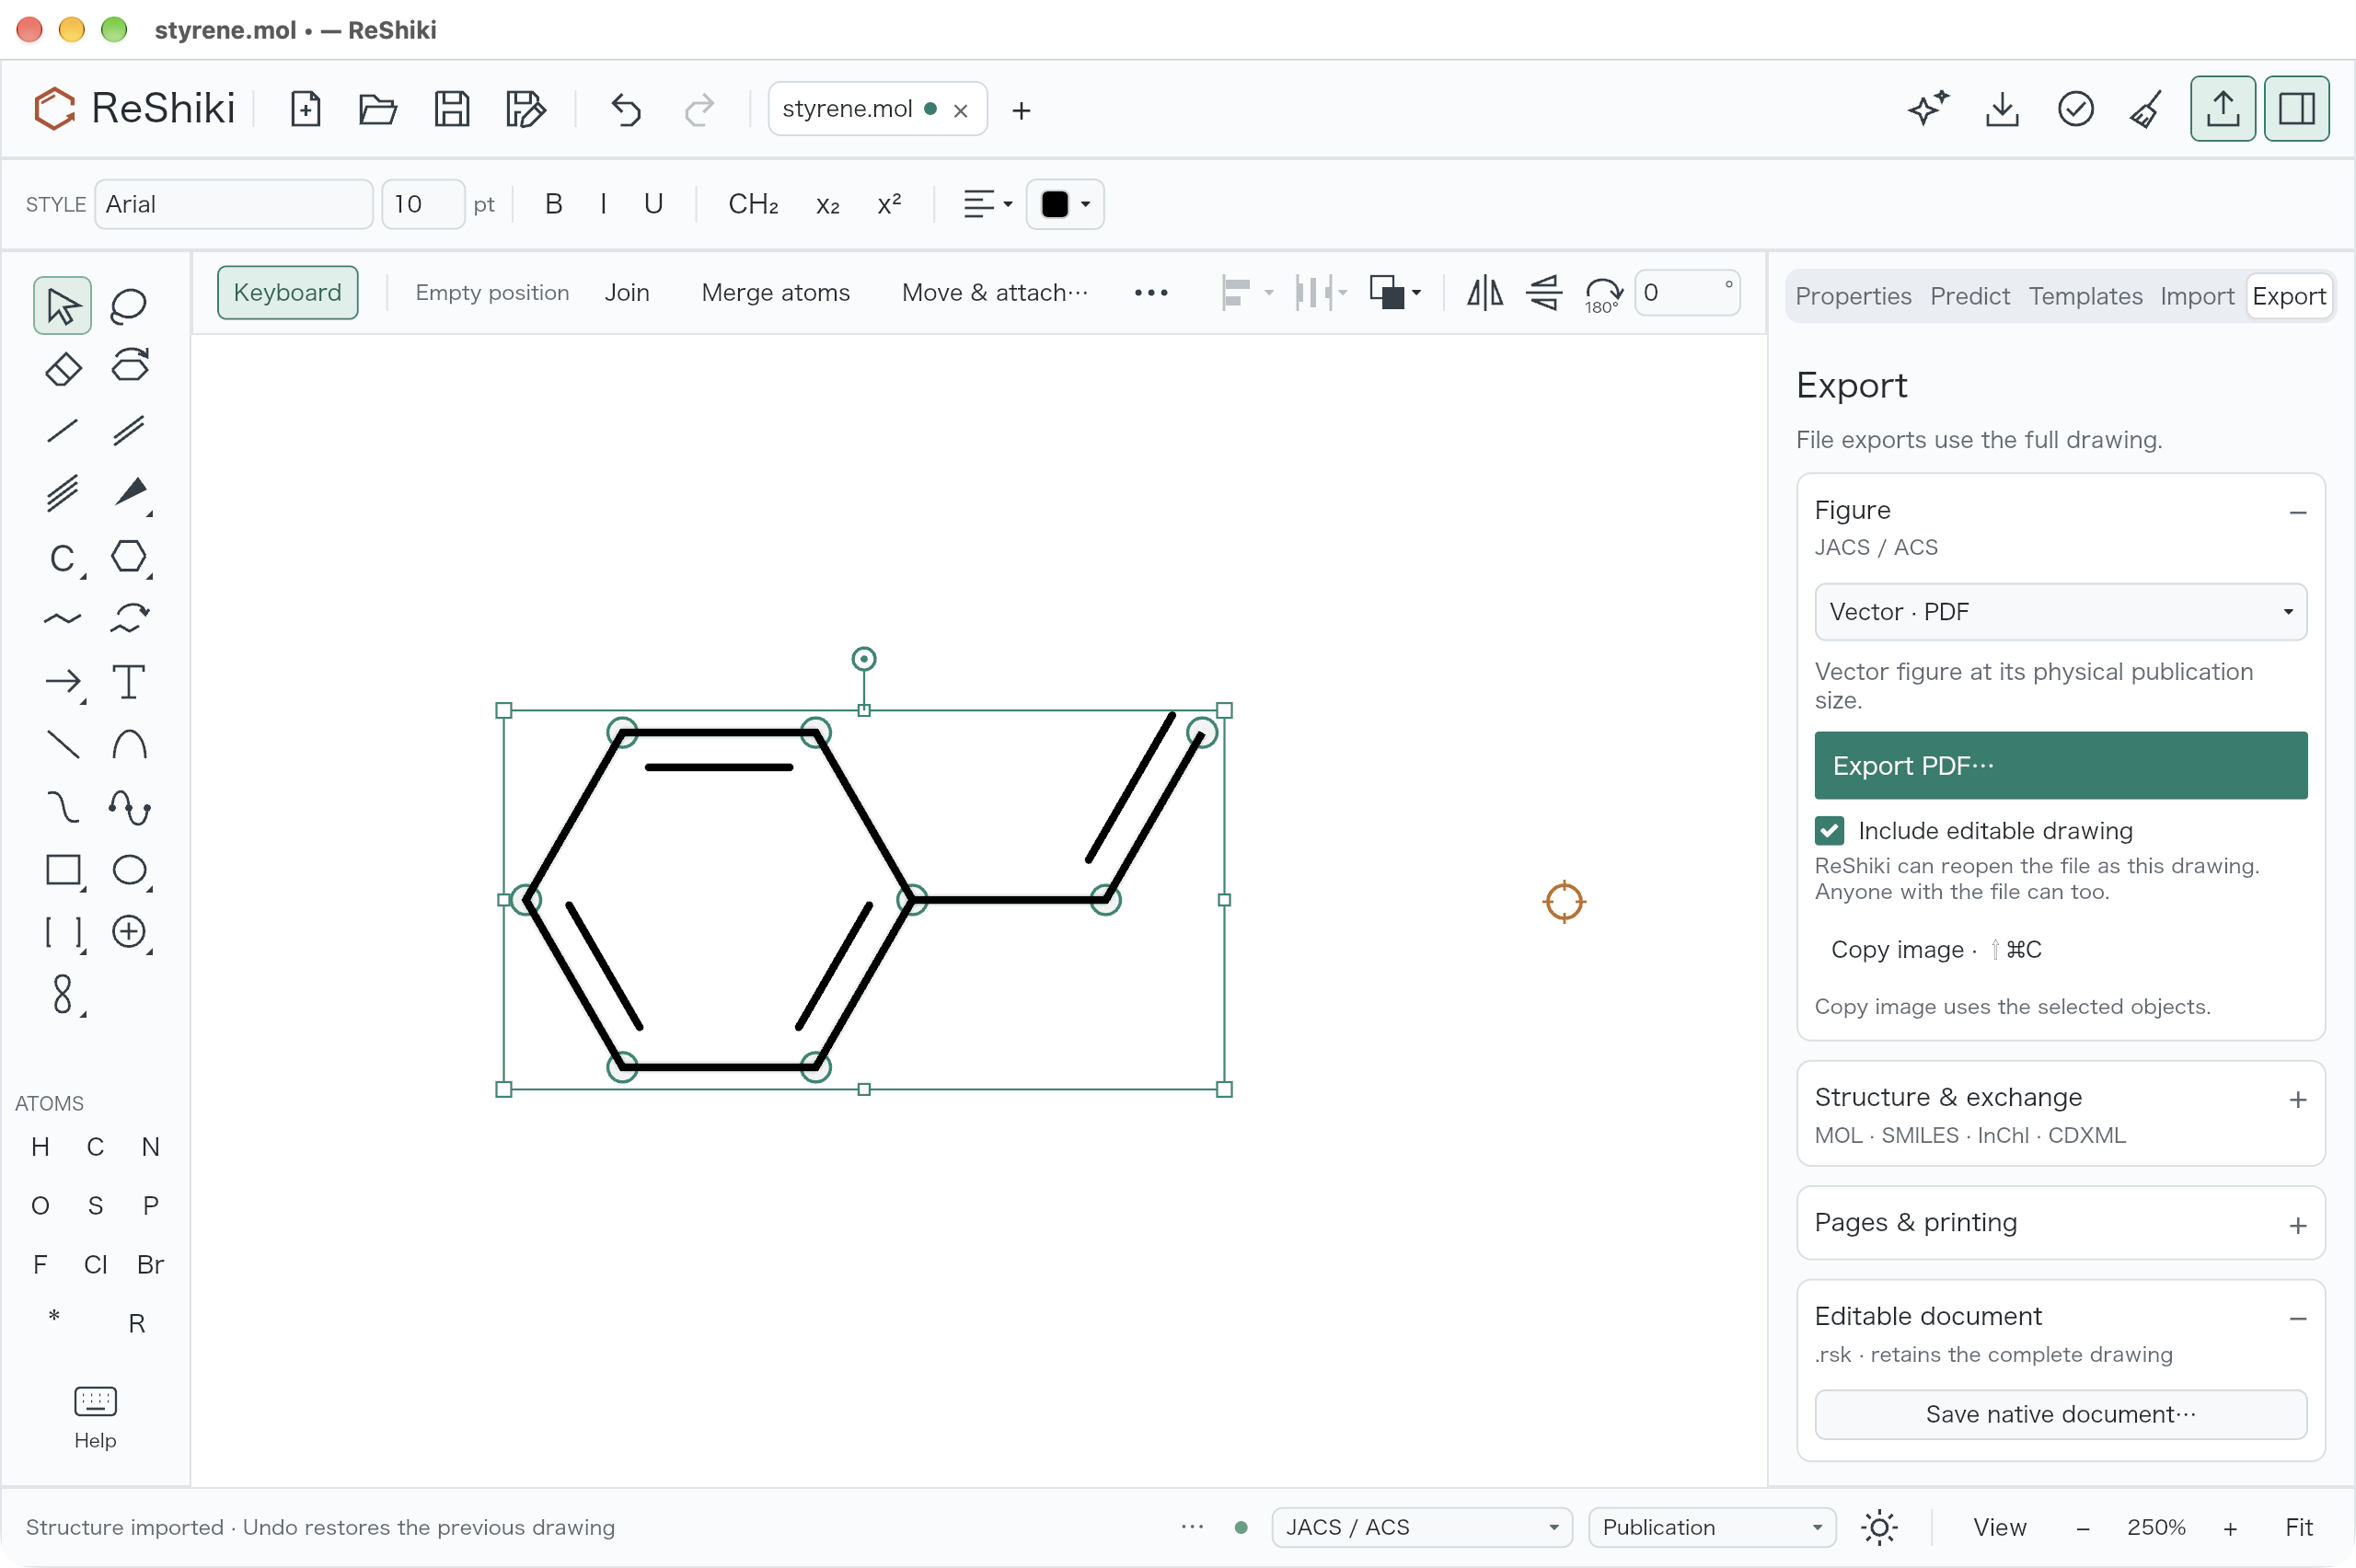 styrene.mol • — ReShiki
ReShiki
styrene.mol ● ×
+
STYLE Arial 10 pt B I U CH₂ x₂ x²
Keyboard Empty position Join Merge atoms Move & attach··· •••
180° 0 °
Properties Predict Templates Import Export
Export
File exports use the full drawing.
Figure
JACS / ACS
Vector · PDF
Vector figure at its physical publication
size.
Export PDF···
Include editable drawing
ReShiki can reopen the file as this drawing.
Anyone with the file can too.
Copy image · ⇧⌘C
Copy image uses the selected objects.
Structure & exchange
MOL · SMILES · InChI · CDXML
Pages & printing
Editable document
.rsk · retains the complete drawing
Save native document···
C
T
[ ]
ATOMS
H C N
O S P
F Cl Br
* R
Help
Structure imported · Undo restores the previous drawing
··· JACS / ACS Publication View − 250% + Fit